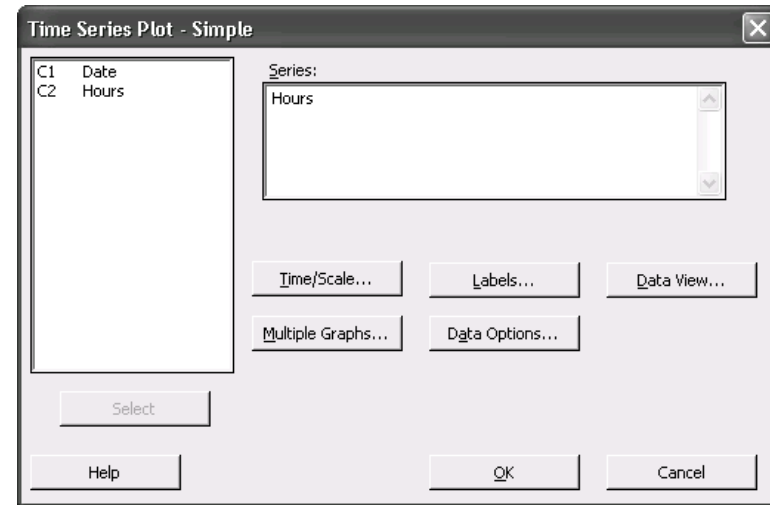 Time Series Plot - Simple
C1 Date
C2 Hours
Series:
Hours
Time/Scale...
Labels...
Data View...
Multiple Graphs...
Data Options...
Select
Help
OK
Cancel